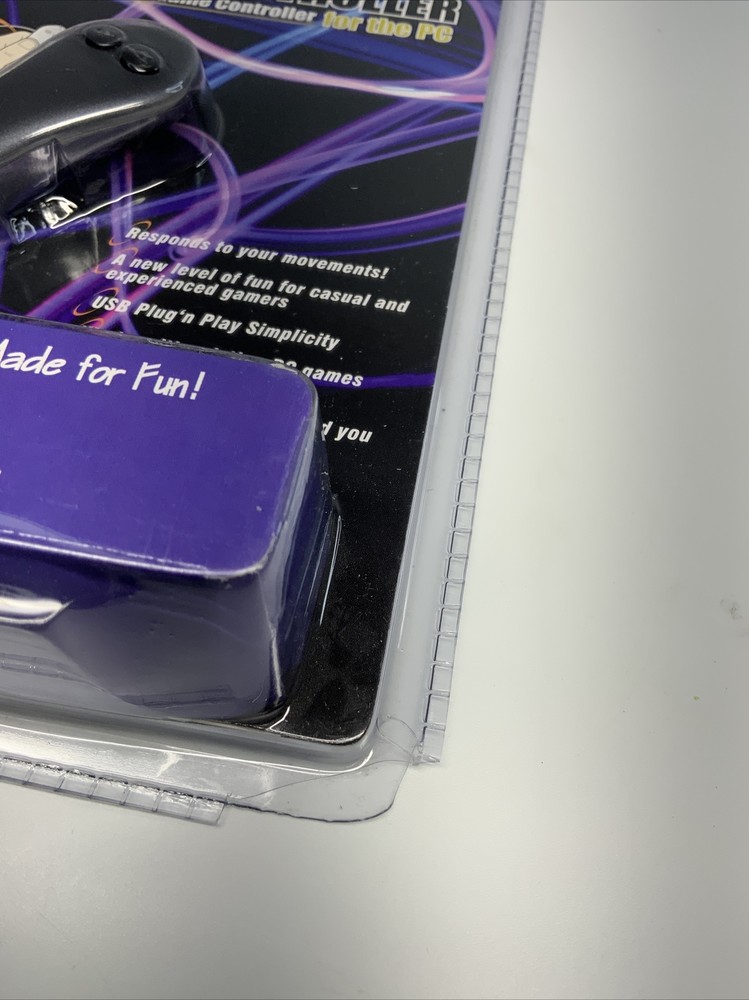 Controller for the PC
Responds to your movements!
A new level of fun for casual and
experienced gamers
USB Plug'n Play Simplicity
games
Made for Fun!
you